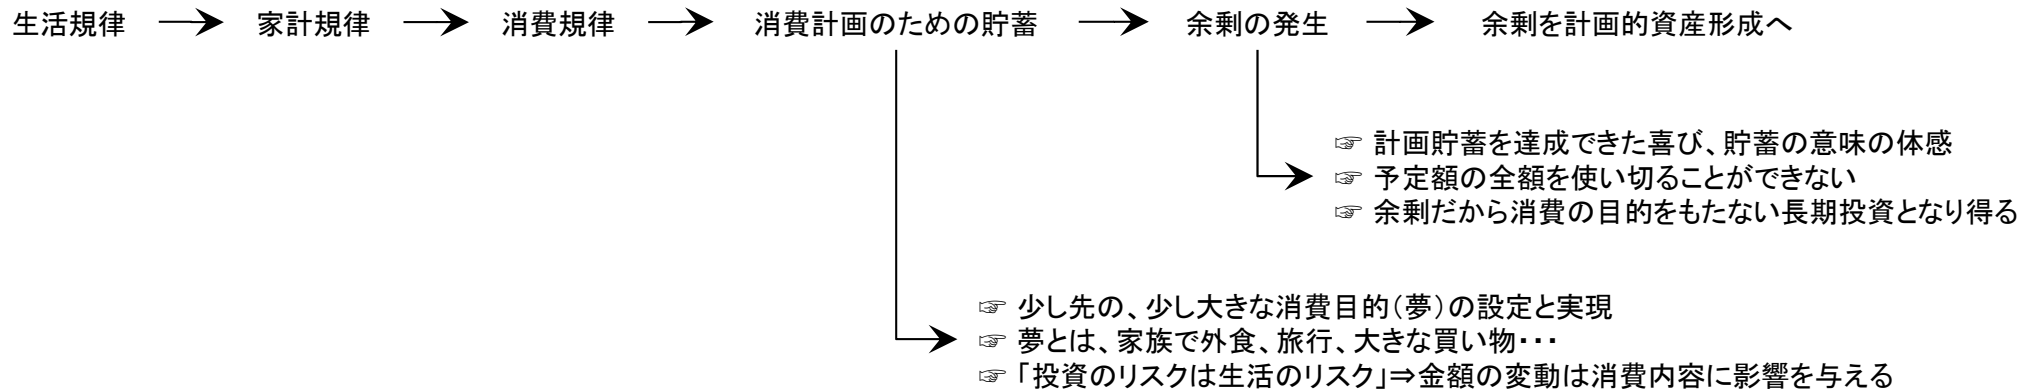 生活規律 → 家計規律 → 消費規律 → 消費計画のための貯蓄 → 余剰の発生 → 余剰を計画的資産形成へ
☞ 計画貯蓄を達成できた喜び、貯蓄の意味の体感
☞ 予定額の全額を使い切ることができない
☞ 余剰だから消費の目的をもたない長期投資となり得る
☞ 少し先の、少し大きな消費目的(夢)の設定と実現
☞ 夢とは、家族で外食、旅行、大きな買い物・・・
☞ 「投資のリスクは生活のリスク」⇒金額の変動は消費内容に影響を与える